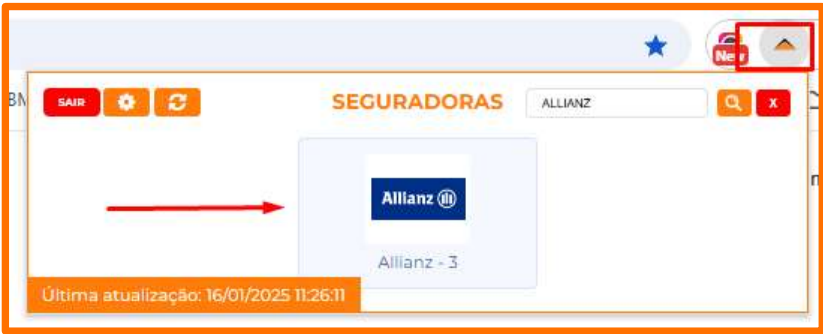 New
SAIR
SEGURADORAS
ALLIANZ
X
Allianz
Allianz - 3
Última atualização: 16/01/2025 11:26:11